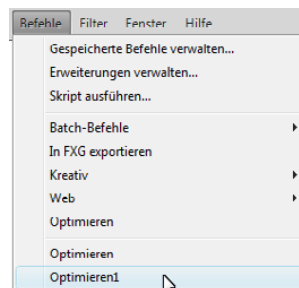 Befehle Filter Fenster Hilfe
Gespeicherte Befehle verwalten...
Erweiterungen verwalten...
Skript ausführen...
Batch-Befehle
In FXG exportieren
Kreativ
Web
Optimieren
Optimieren
Optimieren1